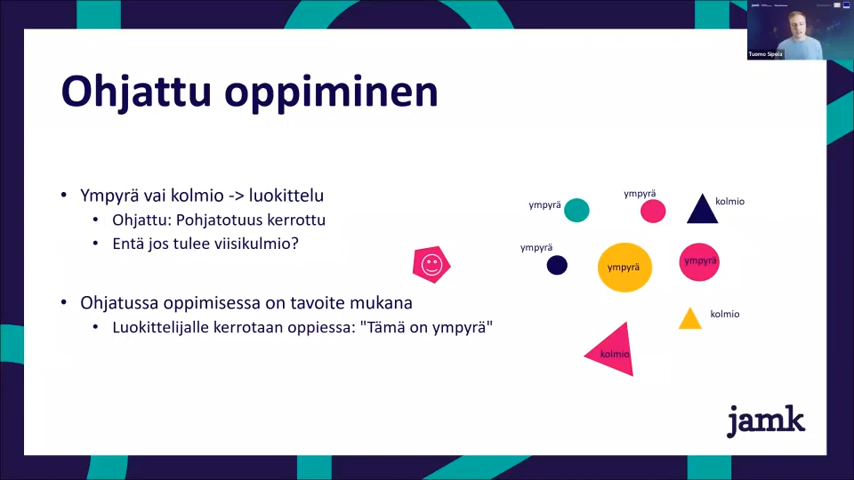 Tuomo Sipola
Ohjattu oppiminen
• Ympyrä vai kolmio -> luokittelu
• Ohjattu: Pohjatotuus kerrottu
• Entä jos tulee viisikulmio?
• Ohjatussa oppimisessa on tavoite mukana
• Luokittelijalle kerrotaan oppiessa: "Tämä on ympyrä"
ympyrä
ympyrä
kolmio
ympyrä
ympyrä
ympyrä
kolmio
kolmio
jamk